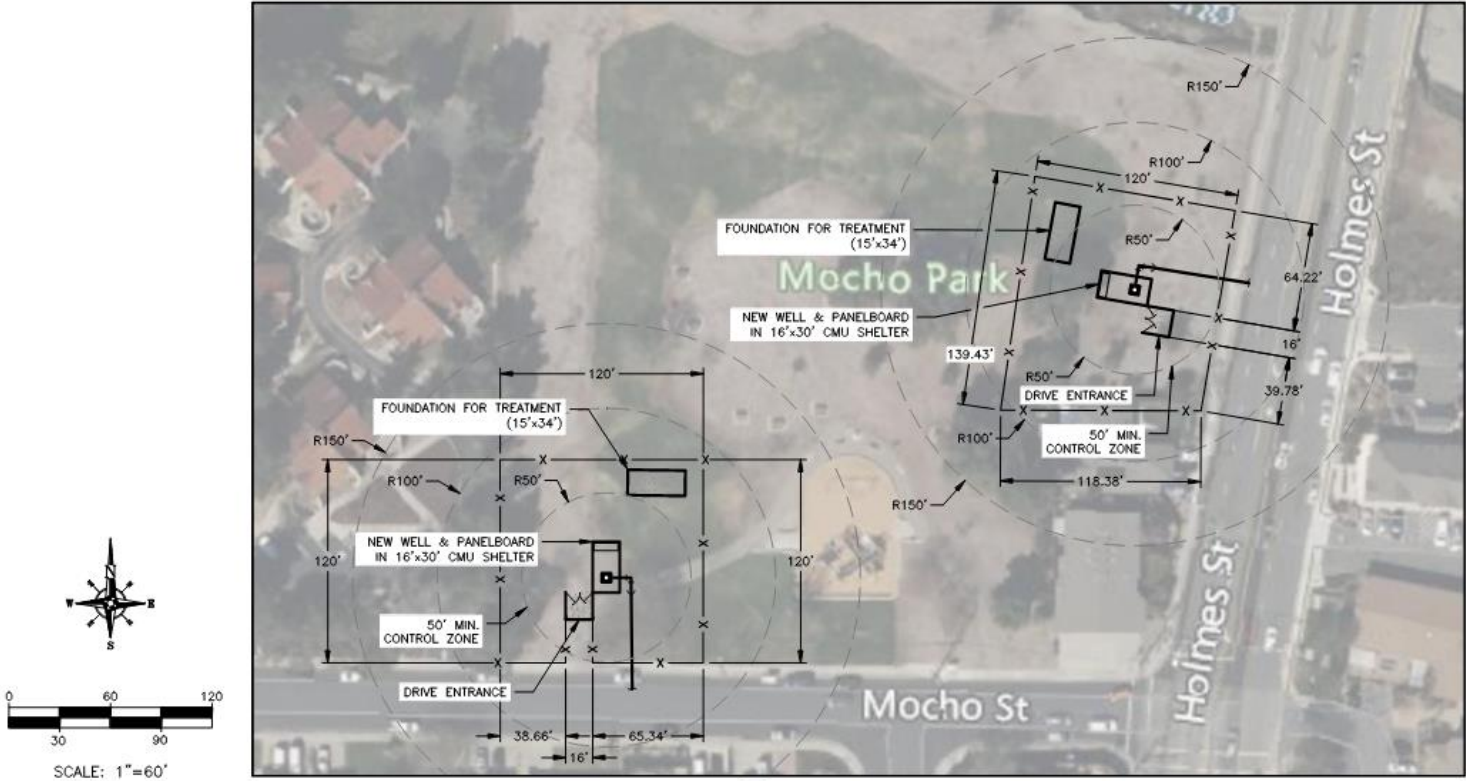 R150'
R100'
120'
R50'
FOUNDATION FOR TREATMENT
(15'x34')
Mocho Park
64.22'
Holmes St
NEW WELL & PANELBOARD
IN 16'x30' CMU SHELTER
16'
139.43'
R50'
39.78'
DRIVE ENTRANCE
R100'
50' MIN.
CONTROL ZONE
118.38'
R150'
120'
FOUNDATION FOR TREATMENT
(15'x34')
R150'
R100'
R50'
NEW WELL & PANELBOARD
IN 16'x30' CMU SHELTER
120'
120'
50' MIN.
CONTROL ZONE
DRIVE ENTRANCE
Mocho St
Holmes St
38.66'
65.34'
16'
N
W
E
S
0 60 120
30 90
SCALE: 1"=60'